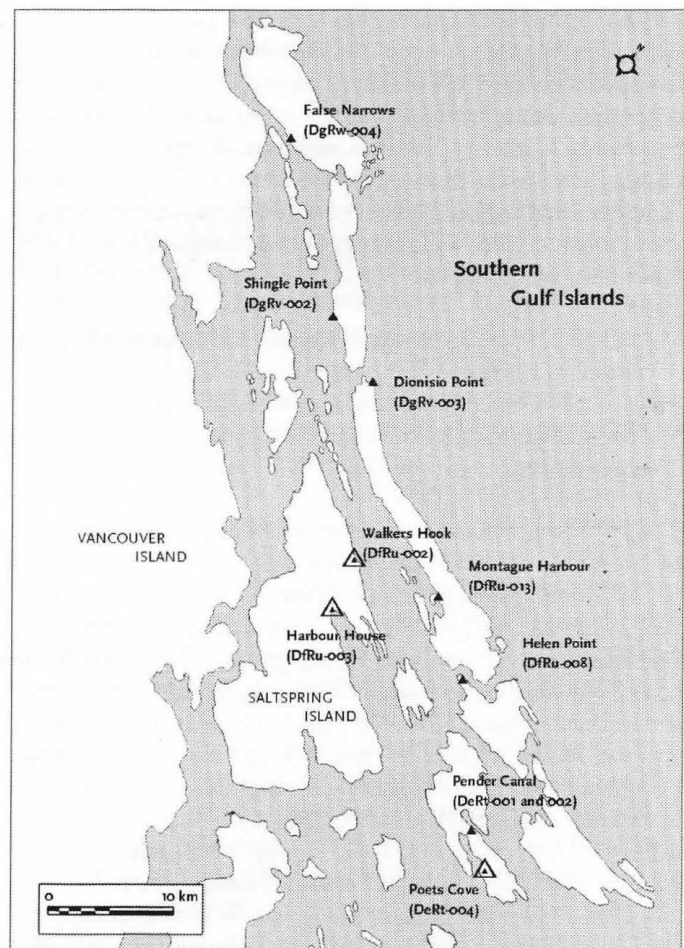 N
False Narrows
(DgRw-004)
Southern
Gulf Islands
Shingle Point
(DgRv-002)
Dionisio Point
(DgRv-003)
VANCOUVER
ISLAND
Walkers Hook
(DfRu-002)
Montague Harbour
(DfRu-013)
Harbour House
(DfRu-003)
Helen Point
(DfRu-008)
SALTSPRING
ISLAND
Pender Canal
(DeRt-001 and 002)
Poets Cove
(DeRt-004)
0 10 km